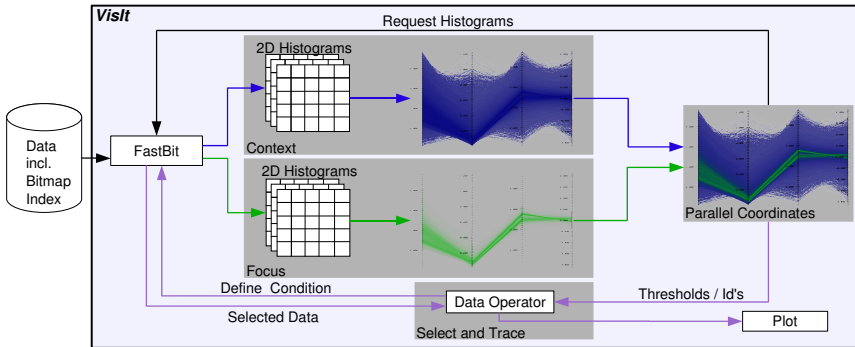 VisIt
Request Histograms
2D Histograms
Context
Data
incl.
Bitmap
Index
FastBit
2D Histograms
Focus
Parallel Coordinates
Define Condition
Selected Data
Data Operator
Select and Trace
Thresholds / Id's
Plot